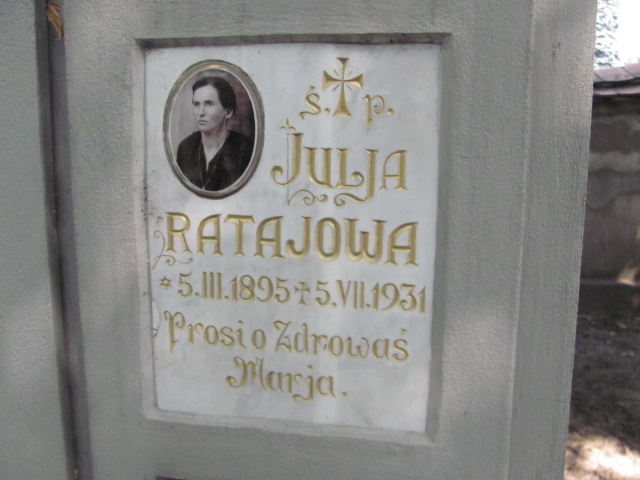 ś. † p.
JULJA
RATAJOWA
* 5.III.1895 † 5.VII.1931
Prosi o Zdrowaś
Marja.